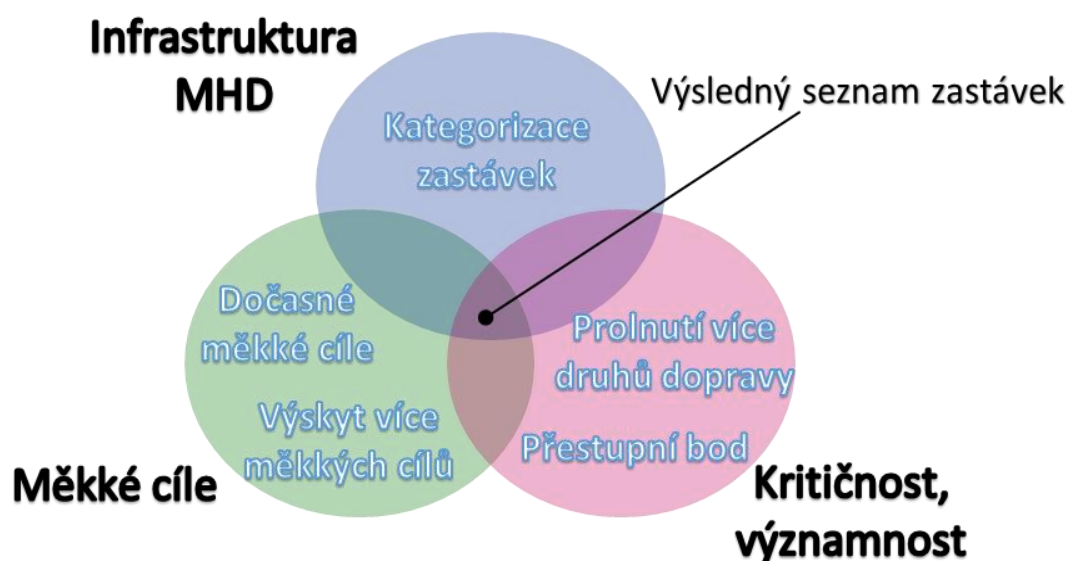 Infrastruktura
MHD
Výsledný seznam zastávek
Kategorizace
zastávek
Dočasné
měkké cíle
Výskyt více
měkkých cílů
Prolnutí více
druhů dopravy
Přestupní bod
Měkké cíle
Kritičnost,
významnost